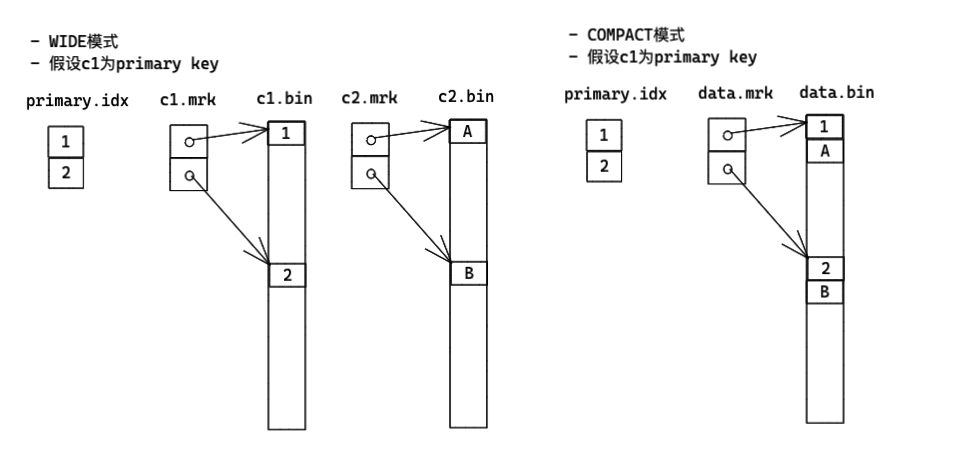 - WIDE模式
- 假设c1为primary key
primary.idx c1.mrk c1.bin c2.mrk c2.bin
1 1 A
2
2 B
- COMPACT模式
- 假设c1为primary key
primary.idx data.mrk data.bin
1 1
2 A
2
B